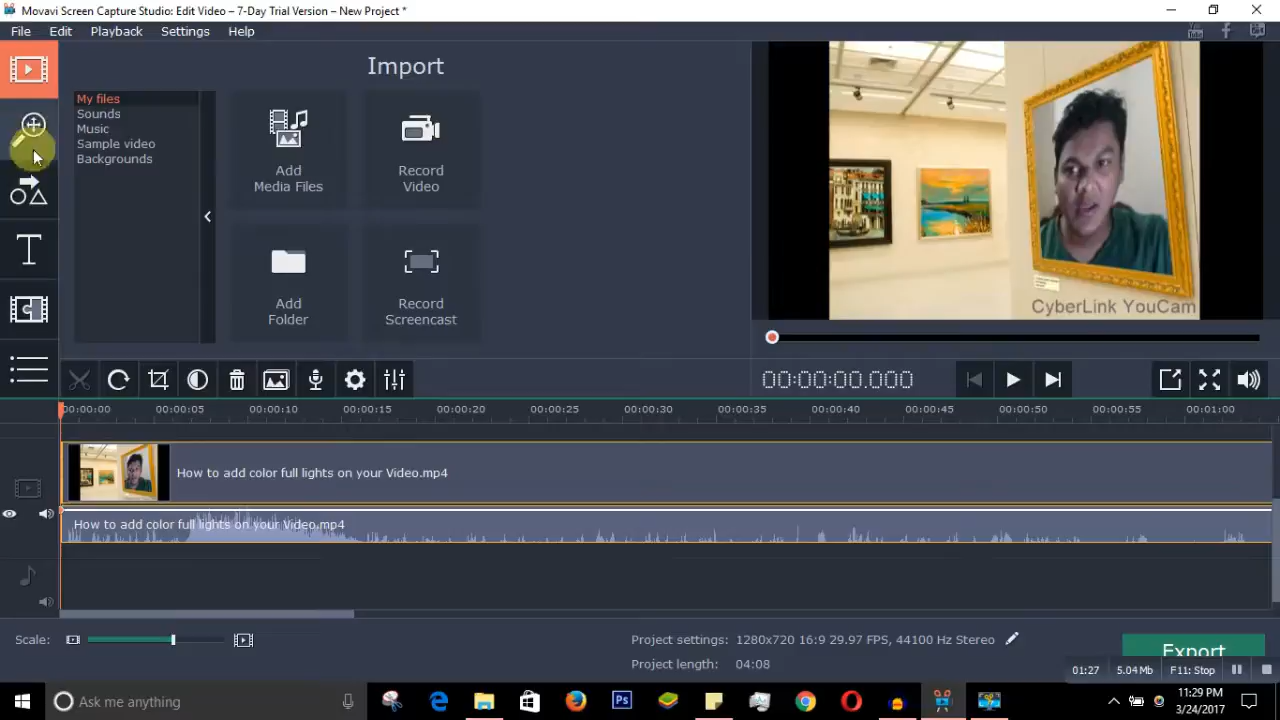 Movavi Screen Capture Studio: Edit Video – 7-Day Trial Version – New Project *
File Edit Playback Settings Help
Import
My files
Sounds
Music
Sample video
Backgrounds
Add
Media Files
Record
Video
Add
Folder
Record
Screencast
CyberLink YouCam
00:00:00.000
00:00:00 00:00:05 00:00:10 00:00:15 00:00:20 00:00:25 00:00:30 00:00:35 00:00:40 00:00:45 00:00:50 00:00:55 00:01:00
How to add color full lights on your Video.mp4
How to add color full lights on your Video.mp4
Scale:
Project settings: 1280x720 16:9 29.97 FPS, 44100 Hz Stereo
Project length: 04:08
Export
01:27 5.04 Mb F11: Stop
Ask me anything
Ps
11:29 PM
3/24/2017